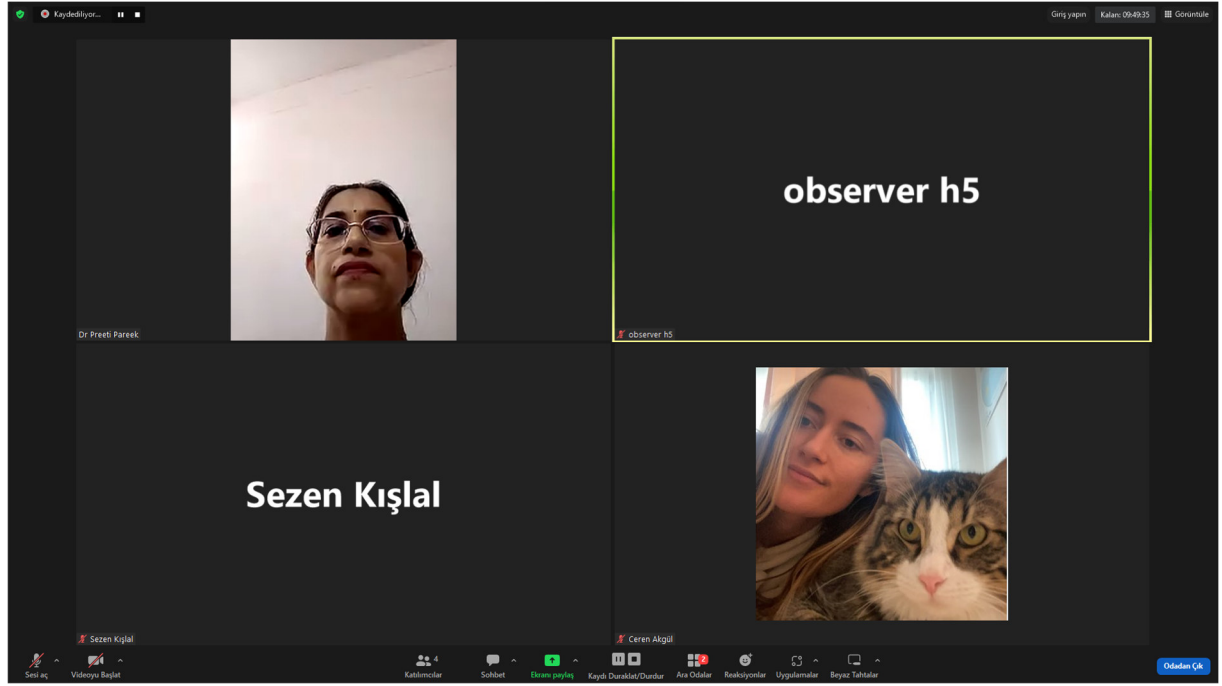 Kaydediliyor...
Giriş yapın
Kalan: 09:49:35
Görüntüle
observer h5
Dr Preeti Pareek
observer h5
Sezen Kışlal
Sezen Kışlal
Ceren Akgül
Sesi aç
Videoyu Başlat
4
Katılımcılar
Sohbet
Ekranı paylaş
Kaydı Duraklat/Durdur
2
Ara Odalar
Reaksiyonlar
Uygulamalar
Beyaz Tahtalar
Odadan Çık